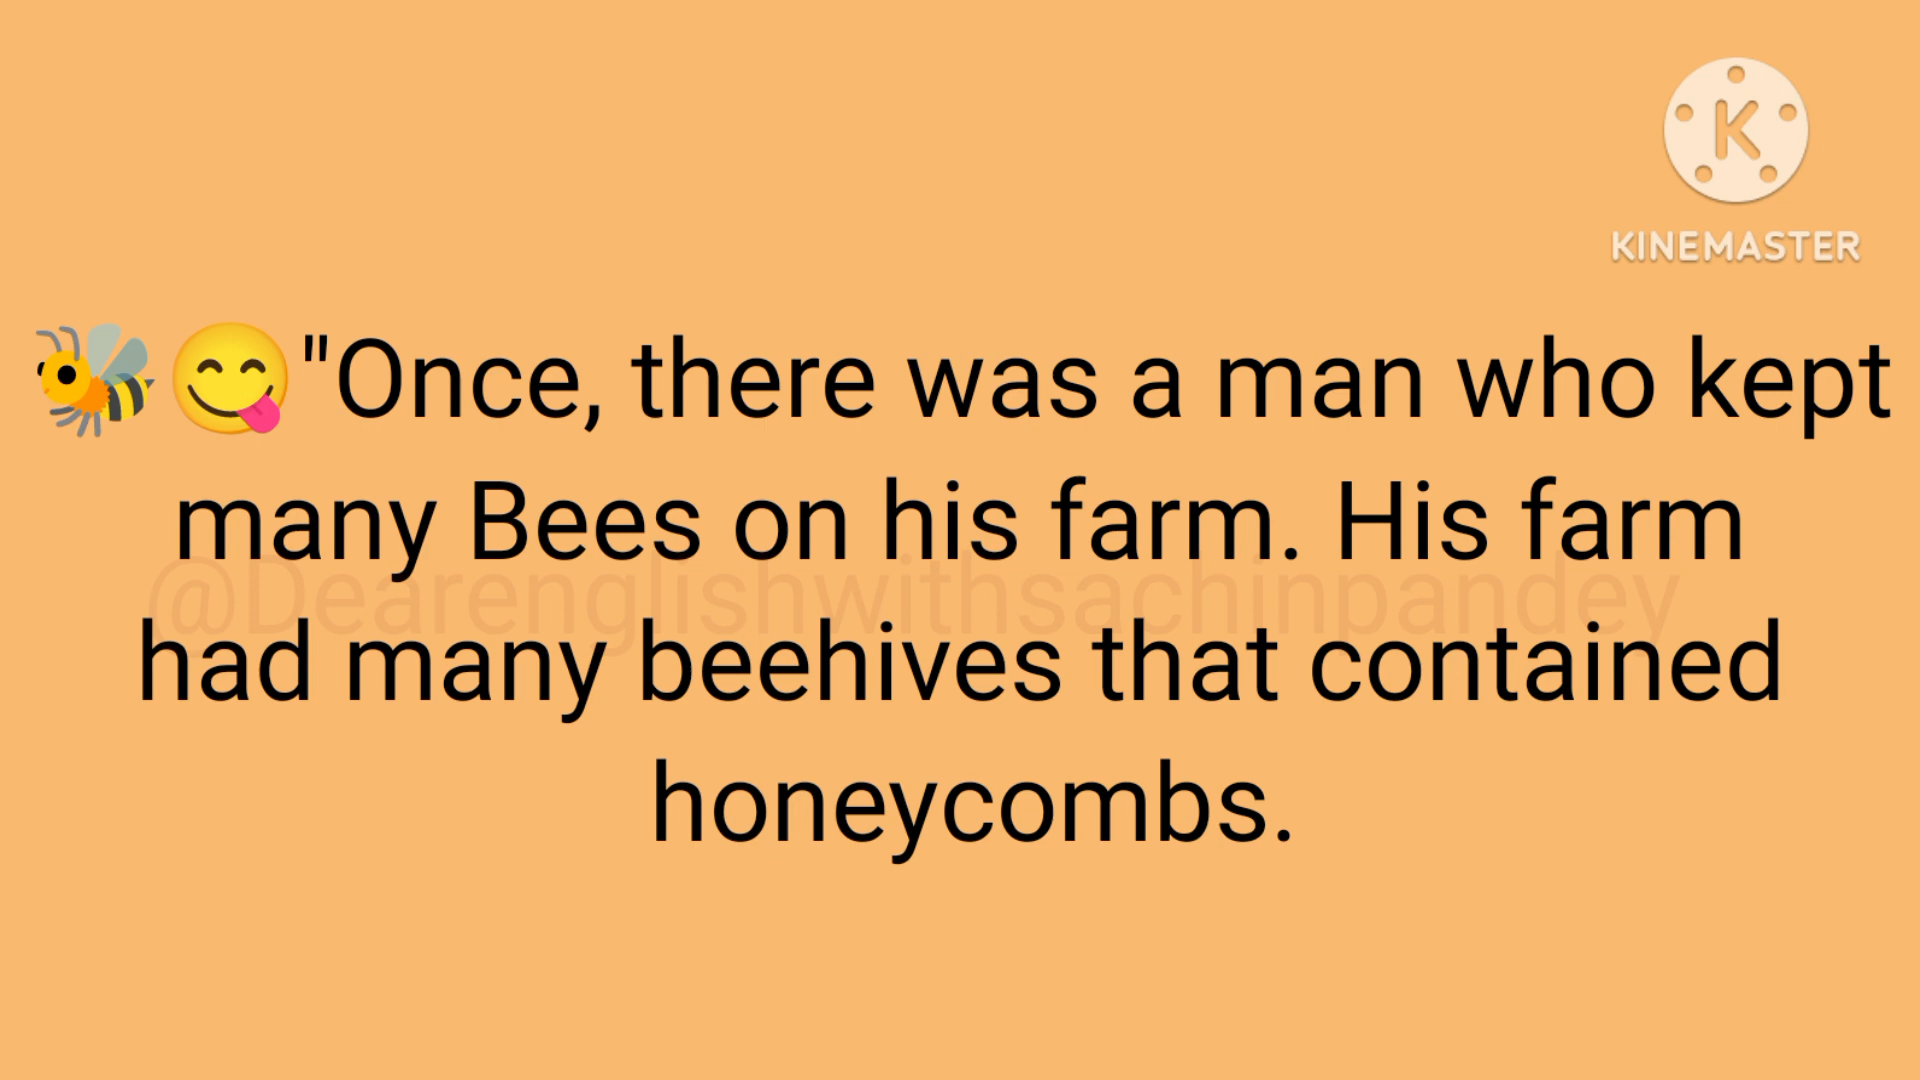 KINEMASTER
🐝😋"Once, there was a man who kept
many Bees on his farm. His farm
@Dearenglishwithsachinpandey
had many beehives that contained
honeycombs.